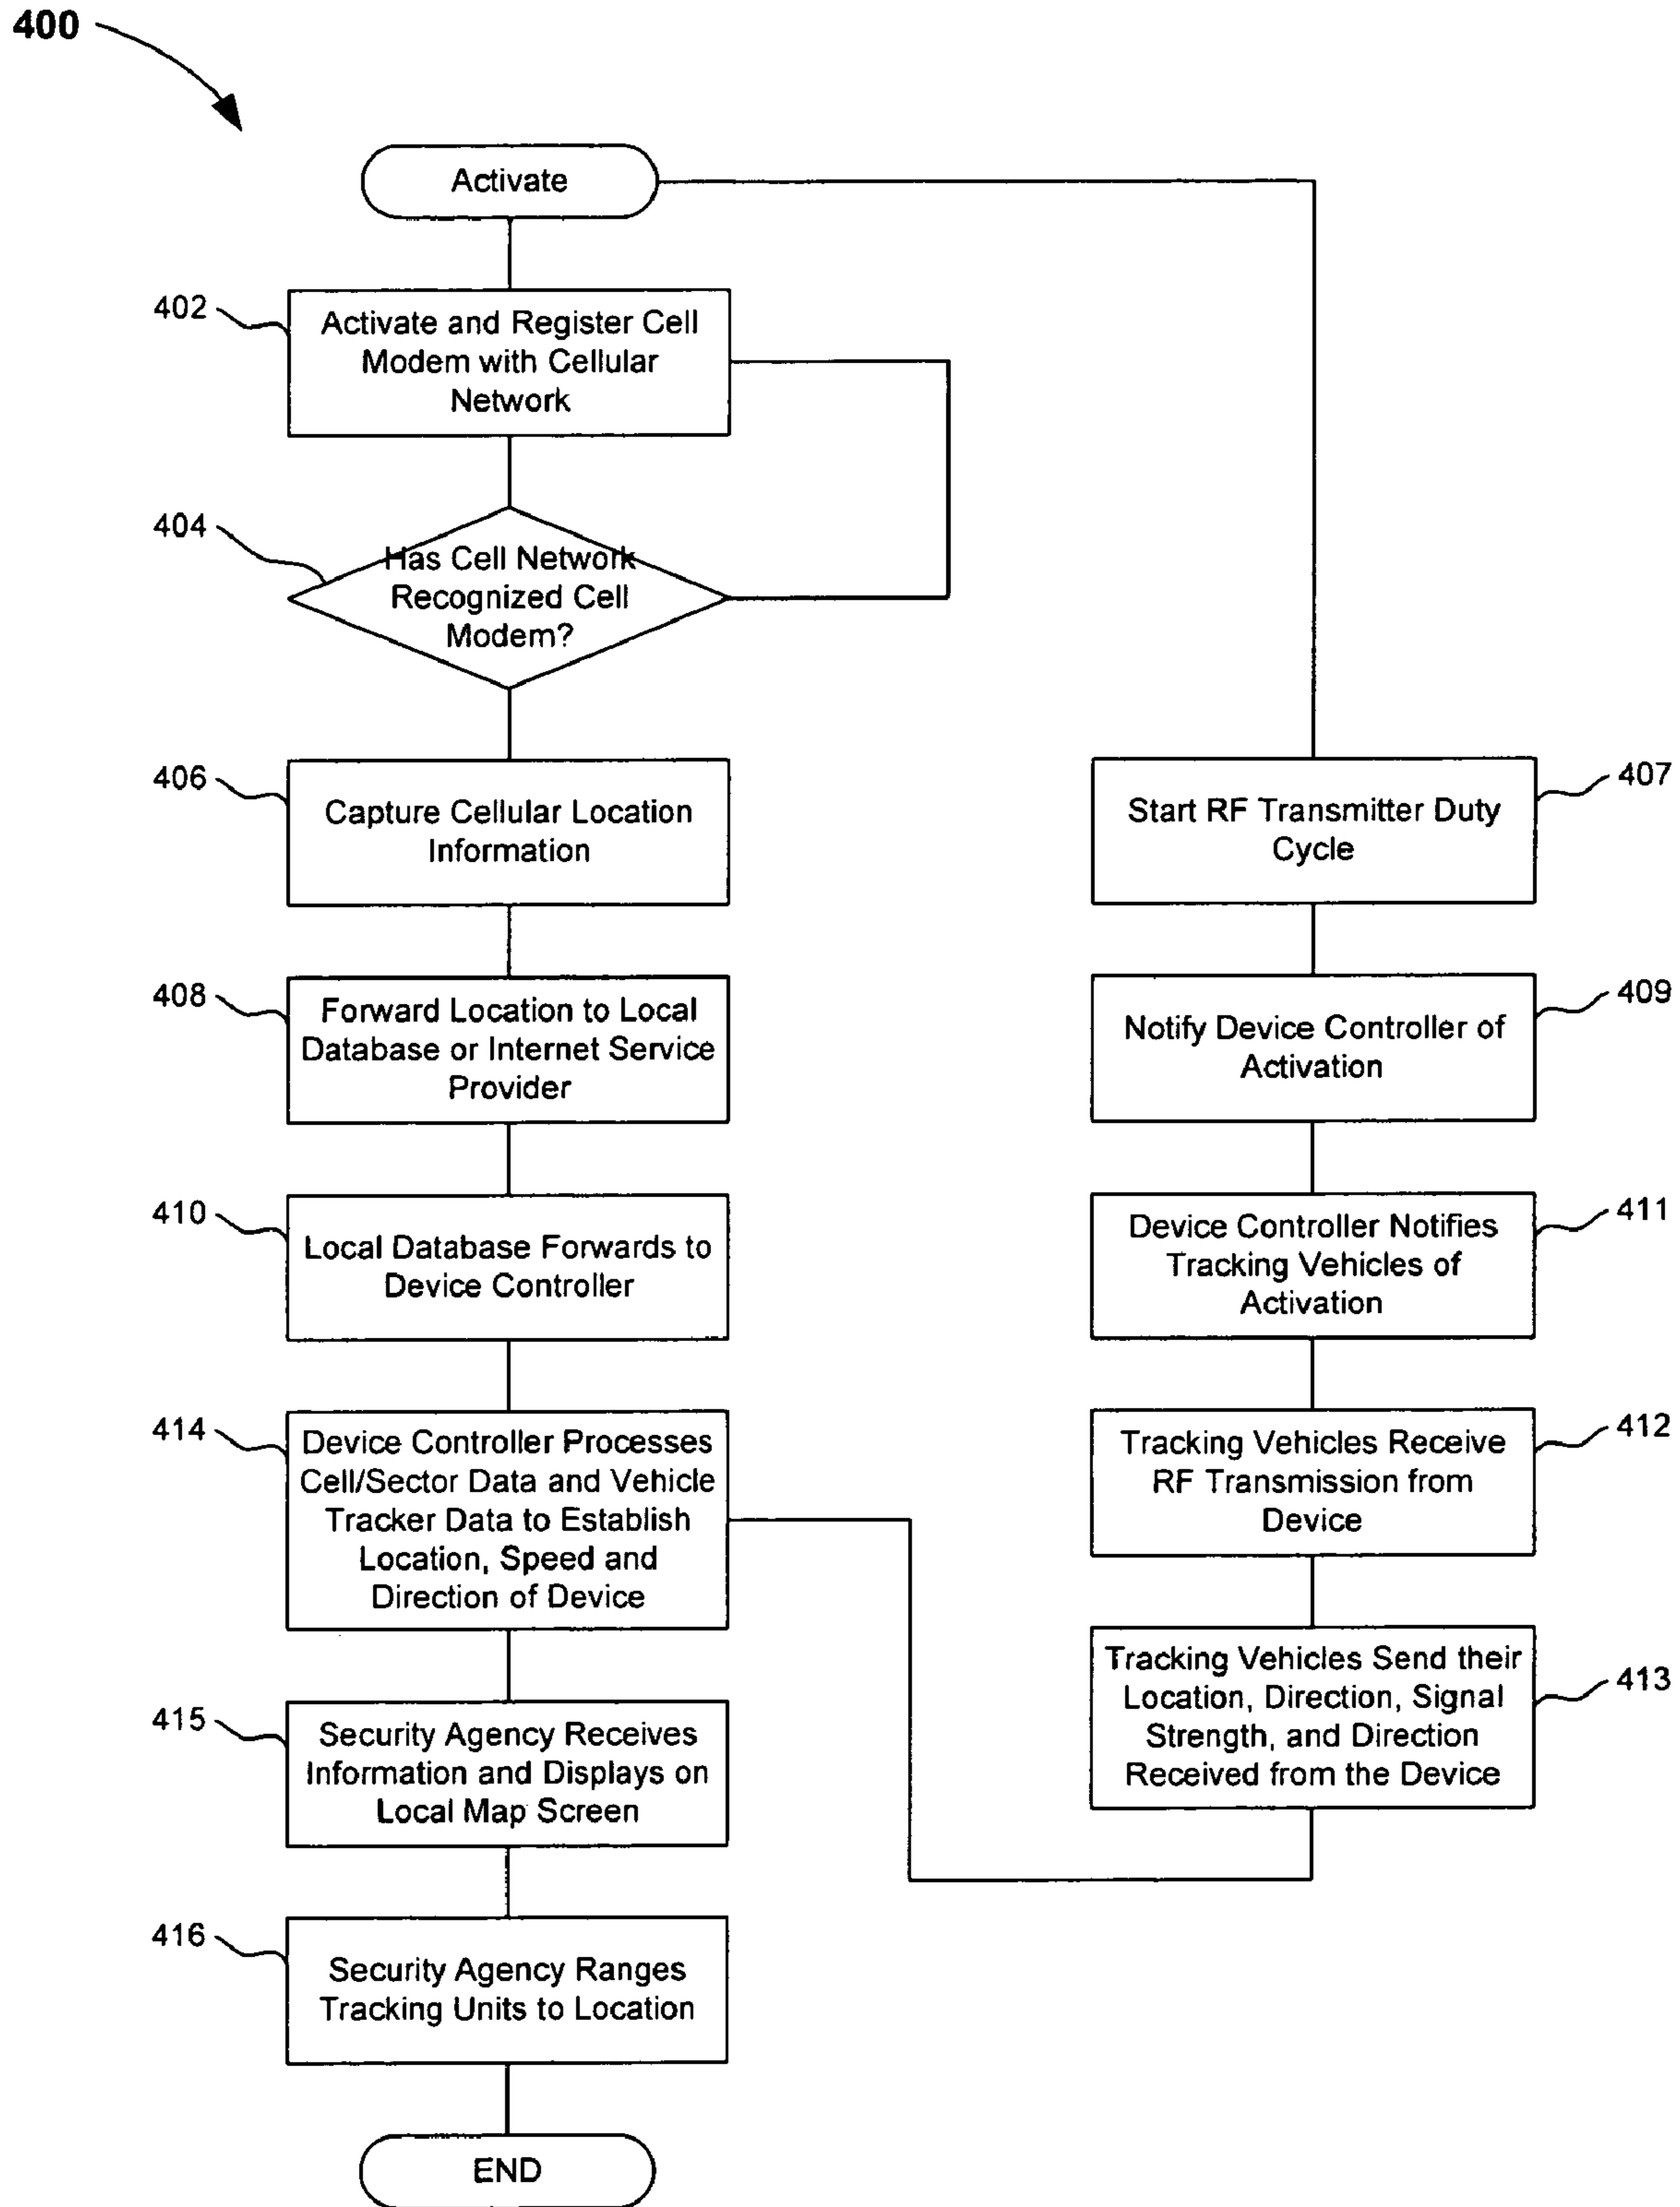 400
Activate
402
Activate and Register Cell
Modem with Cellular
Network
404
Has Cell Network
Recognized Cell
Modem?
406
Capture Cellular Location
Information
408
Forward Location to Local
Database or Internet Service
Provider
410
Local Database Forwards to
Device Controller
414
Device Controller Processes
Cell/Sector Data and Vehicle
Tracker Data to Establish
Location, Speed and
Direction of Device
415
Security Agency Receives
Information and Displays on
Local Map Screen
416
Security Agency Ranges
Tracking Units to Location
END
407
Start RF Transmitter Duty
Cycle
409
Notify Device Controller of
Activation
411
Device Controller Notifies
Tracking Vehicles of
Activation
412
Tracking Vehicles Receive
RF Transmission from
Device
413
Tracking Vehicles Send their
Location, Direction, Signal
Strength, and Direction
Received from the Device